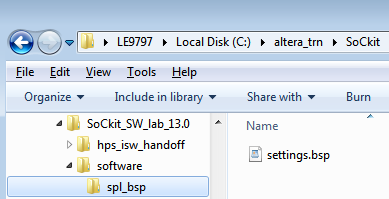 LE9797 Local Disk (C:) altera_trn SoCkit
File Edit View Tools Help
Organize Include in library Share with Burn
SoCkit_SW_lab_13.0
hps_isw_handoff
software
spl_bsp
Name
settings.bsp